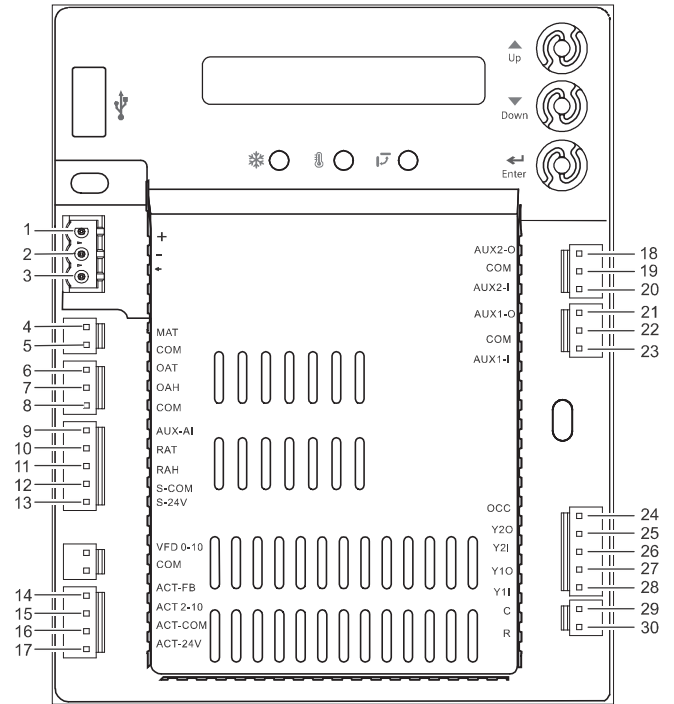 Up
Down
Enter
1
2
3
+
-
4 MAT
5 COM
6 OAT
7 OAH
8 COM
9 AUX-AI
10 RAT
11 RAH
12 S-COM
13 S-24V
VFD 0-10
COM
14 ACT-FB
15 ACT 2-10
16 ACT-COM
17 ACT-24V
AUX2-O 18
COM 19
AUX2-I 20
AUX1-O 21
COM 22
AUX1-I 23
OCC 24
Y2O 25
Y2I 26
Y1O 27
Y1I 28
C 29
R 30